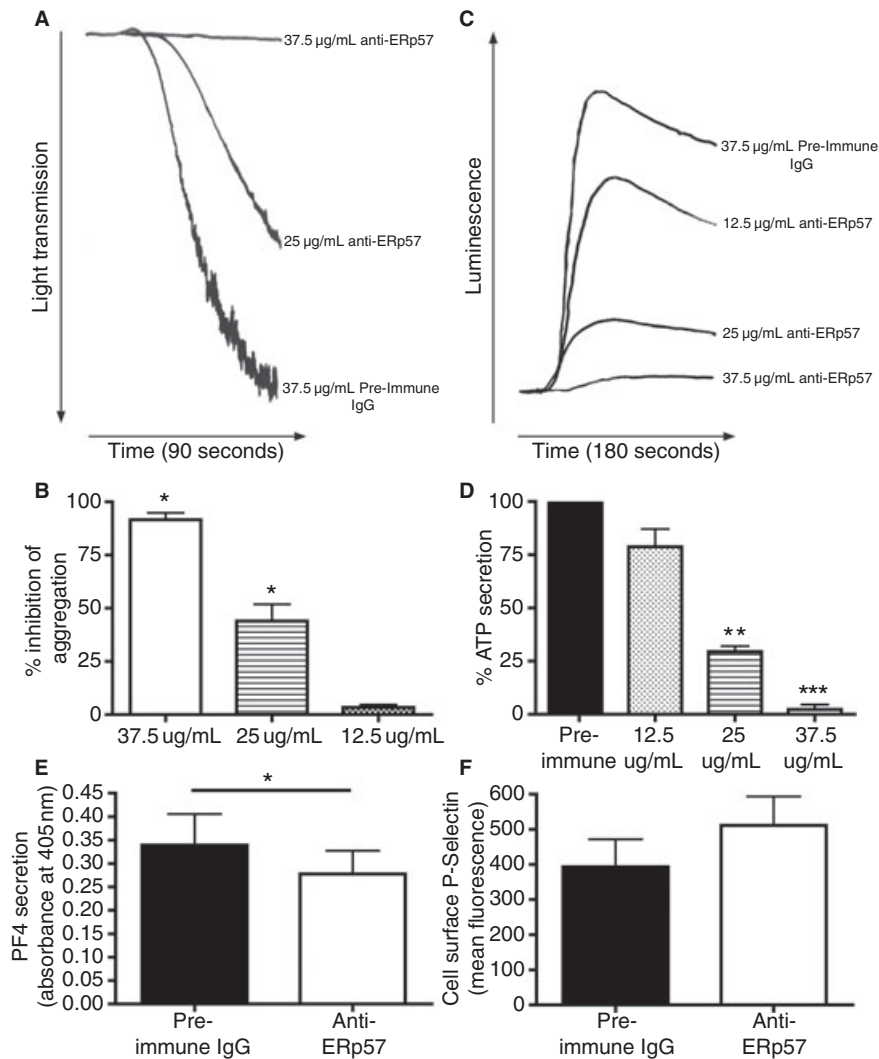 A
37.5 µg/mL anti-ERp57
25 µg/mL anti-ERp57
37.5 µg/mL Pre-Immune
IgG
Light transmission
Time (90 seconds)
C
37.5 µg/mL Pre-Immune
IgG
12.5 µg/mL anti-ERp57
25 µg/mL anti-ERp57
37.5 µg/mL anti-ERp57
Luminescence
Time (180 seconds)
B
% inhibition of
aggregation
100
75
50
25
0
*
*
37.5 ug/mL
25 ug/mL
12.5 ug/mL
D
% ATP secretion
100
75
50
25
0
**
***
Pre-
immune
12.5
ug/mL
25
ug/mL
37.5
ug/mL
E
PF4 secretion
(absorbance at 405 nm)
0.45
0.40
0.35
0.30
0.25
0.20
0.15
0.10
0.05
0.00
*
Pre-
immune IgG
Anti-
ERp57
F
Cell surface P-Selectin
(mean fluorescence)
600
500
400
300
200
100
0
Pre-
immune IgG
Anti-
ERp57